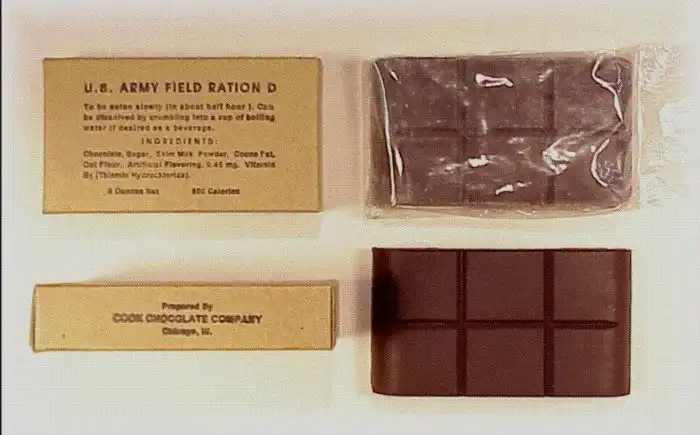 U.S. ARMY FIELD RATION D
To be eaten slowly (in about half hour). Can
be dissolved by crumbling into a cup of boiling
water if desired as a beverage.
INGREDIENTS:
Chocolate, Sugar, Skim Milk Powder, Cocoa Fat,
Oat Flour, Artificial Flavoring, 0.45 mg. Vitamin
B₁ (Thiamin Hydrochloride).
4 Ounces Net 600 Calories
Prepared By
COOK CHOCOLATE COMPANY
Chicago, Ill.